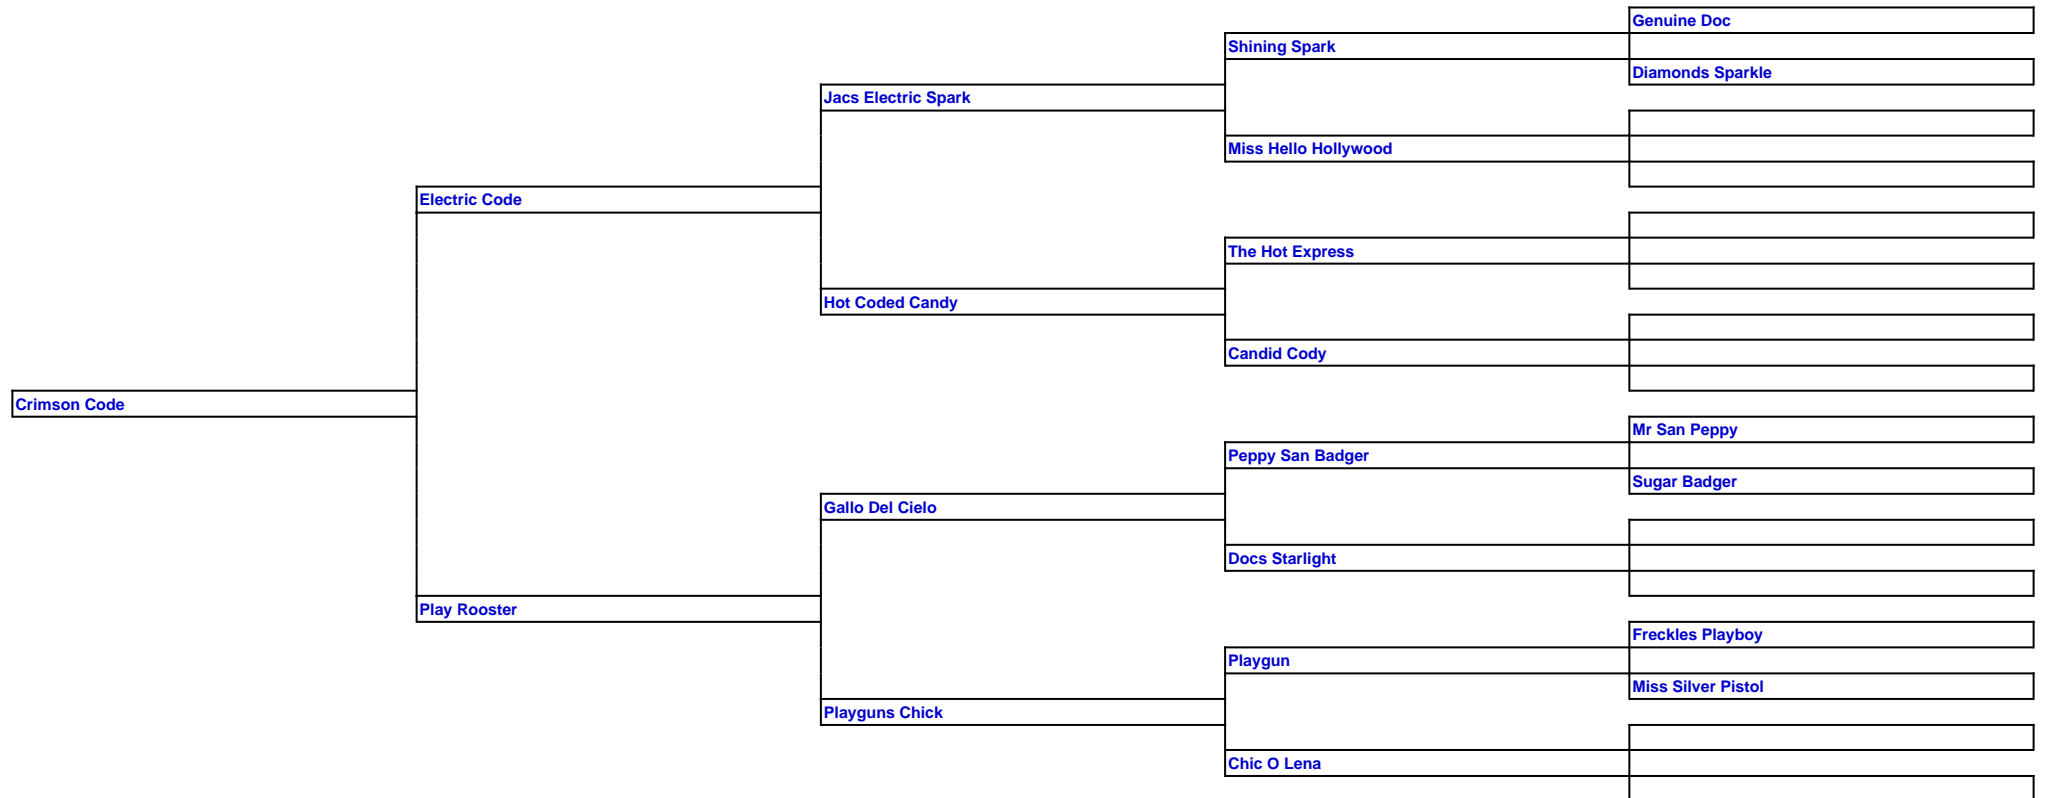 Genuine Doc
Shining Spark
Diamonds Sparkle
Jacs Electric Spark
Miss Hello Hollywood
Electric Code
The Hot Express
Hot Coded Candy
Candid Cody
Crimson Code
Mr San Peppy
Peppy San Badger
Sugar Badger
Gallo Del Cielo
Docs Starlight
Play Rooster
Freckles Playboy
Playgun
Miss Silver Pistol
Playguns Chick
Chic O Lena